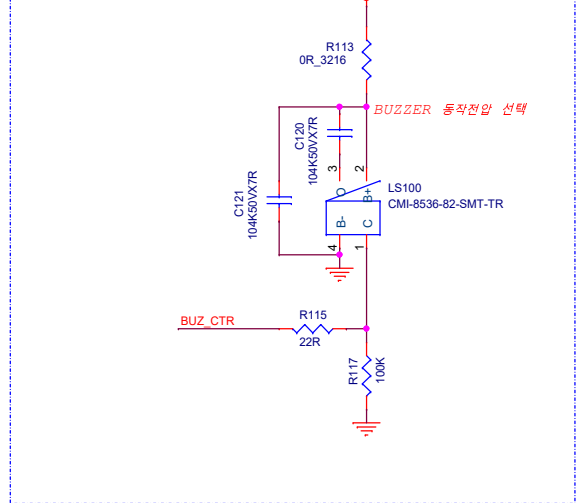 R113
0R_3216
BUZZER 동작전압 선택
C120
104K50VX7R
C121
104K50VX7R
3
2
O
B+
LS100
CMI-8536-82-SMT-TR
B-
C
4
1
BUZ_CTR
R115
22R
R117
100K